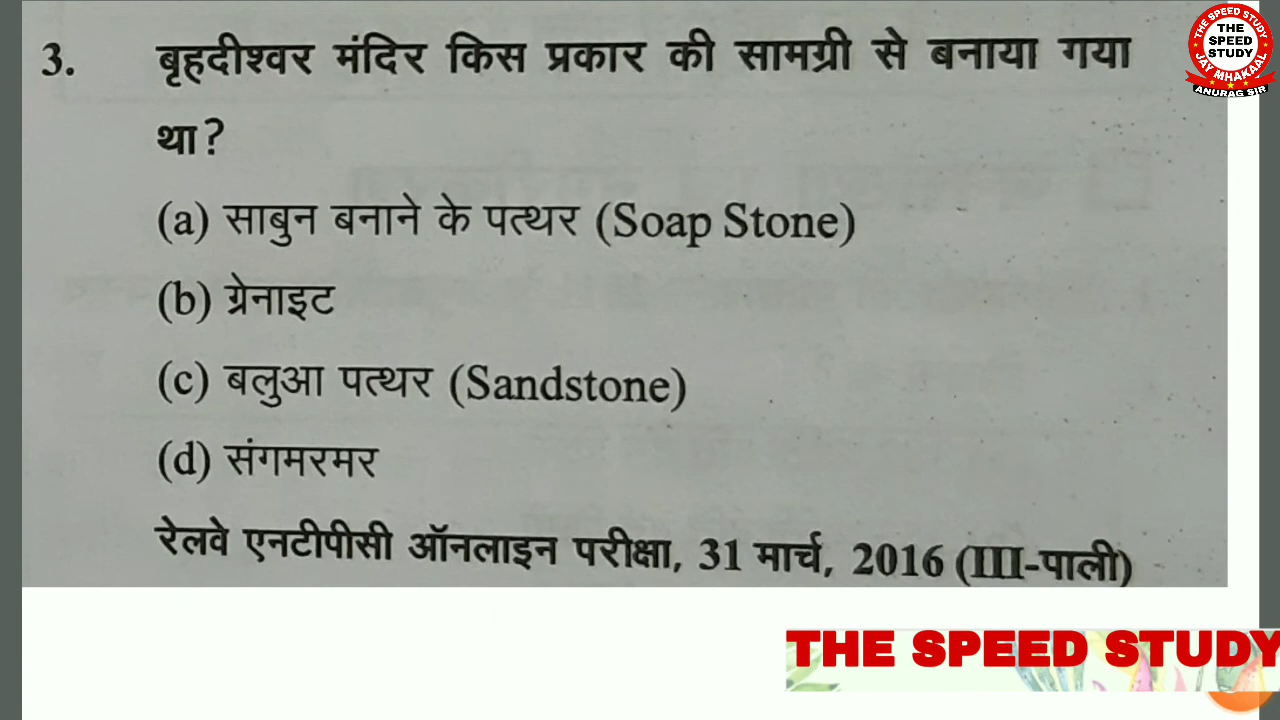 3. बृहदीश्वर मंदिर किस प्रकार की सामग्री से बनाया गया
था?
(a) साबुन बनाने के पत्थर (Soap Stone)
(b) ग्रेनाइट
(c) बलुआ पत्थर (Sandstone)
(d) संगमरमर
रेलवे एनटीपीसी ऑनलाइन परीक्षा, 31 मार्च, 2016 (III-पाली)
THE SPEED STUDY
THE
SPEED
STUDY
JAY MHAKAAL
ANURAG SIR
THE SPEED STUDY